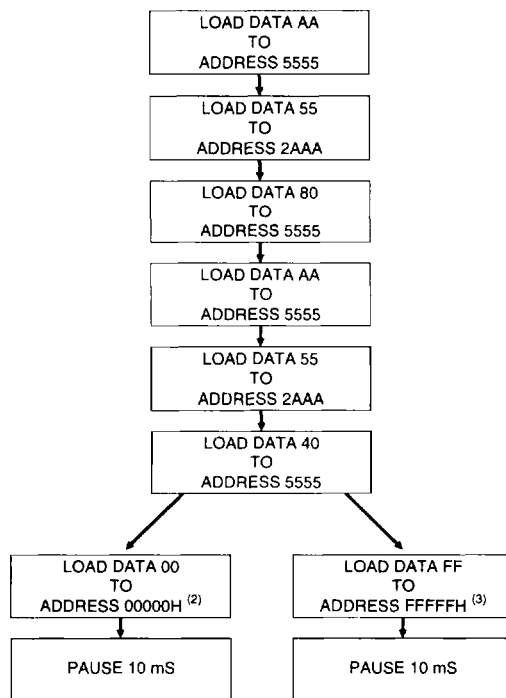 LOAD DATA AA
TO
ADDRESS 5555
LOAD DATA 55
TO
ADDRESS 2AAA
LOAD DATA 80
TO
ADDRESS 5555
LOAD DATA AA
TO
ADDRESS 5555
LOAD DATA 55
TO
ADDRESS 2AAA
LOAD DATA 40
TO
ADDRESS 5555
LOAD DATA 00
TO
ADDRESS 00000H (2)
PAUSE 10 mS
LOAD DATA FF
TO
ADDRESS FFFFFH (3)
PAUSE 10 mS